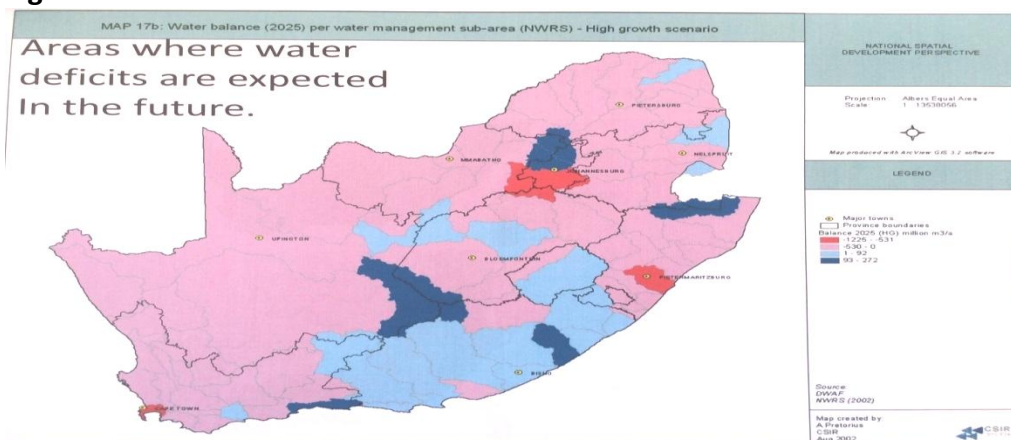 MAP 17b: Water balance (2025) per water management sub-area (NWRS) - High growth scenario
Areas where water
deficits are expected
In the future.
NATIONAL SPATIAL
DEVELOPMENT PERSPECTIVE
Projection Albers Equal Area
Scale 1 : 13538056
Map produced with ArcView GIS 3.2 software
LEGEND
Major towns
Province boundaries
Balance 2025 (HG) million m3/a
-1225 - -531
-530 - 0
1 - 92
93 - 272
PIETERSBURG
MMABATHO
NELSPRUIT
JOHANNESBURG
UPINGTON
BLOEMFONTEIN
PIETERMARITZBURG
BISHO
CAPE TOWN
Source:
DWAF
NWRS (2002)
Map created by:
A Pretorius
CSIR
Aug 2002
CSIR